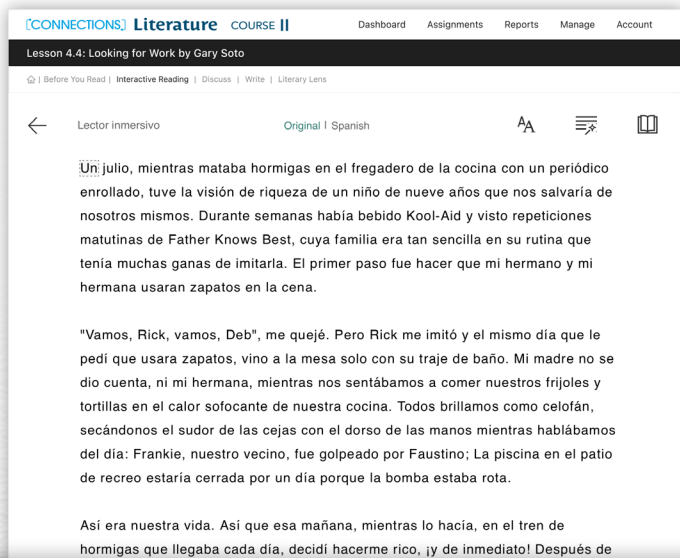 CONNECTIONS Literature COURSE II
Dashboard Assignments Reports Manage Account
Lesson 4.4: Looking for Work by Gary Soto
| Before You Read | Interactive Reading | Discuss | Write | Literary Lens
Lector inmersivo Original | Spanish AA
Un julio, mientras mataba hormigas en el fregadero de la cocina con un periódico
enrollado, tuve la visión de riqueza de un niño de nueve años que nos salvaría de
nosotros mismos. Durante semanas había bebido Kool-Aid y visto repeticiones
matutinas de Father Knows Best, cuya familia era tan sencilla en su rutina que
tenía muchas ganas de imitarla. El primer paso fue hacer que mi hermano y mi
hermana usaran zapatos en la cena.
"Vamos, Rick, vamos, Deb", me quejé. Pero Rick me imitó y el mismo día que le
pedí que usara zapatos, vino a la mesa solo con su traje de baño. Mi madre no se
dio cuenta, ni mi hermana, mientras nos sentábamos a comer nuestros frijoles y
tortillas en el calor sofocante de nuestra cocina. Todos brillamos como celofán,
secándonos el sudor de las cejas con el dorso de las manos mientras hablábamos
del día: Frankie, nuestro vecino, fue golpeado por Faustino; La piscina en el patio
de recreo estaría cerrada por un día porque la bomba estaba rota.
Así era nuestra vida. Así que esa mañana, mientras lo hacía, en el tren de
hormigas que llegaba cada día, decidí hacerme rico, ¡y de inmediato! Después de